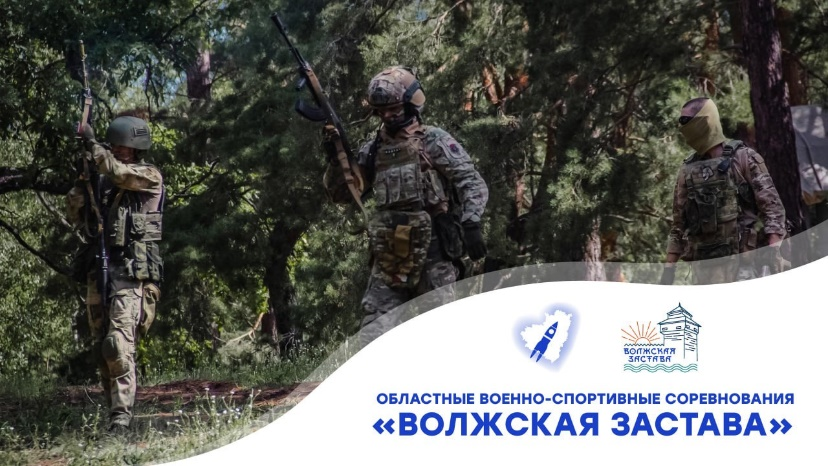 ВОЛЖСКАЯ
ЗАСТАВА
ОБЛАСТНЫЕ ВОЕННО-СПОРТИВНЫЕ СОРЕВНОВАНИЯ
«ВОЛЖСКАЯ ЗАСТАВА»